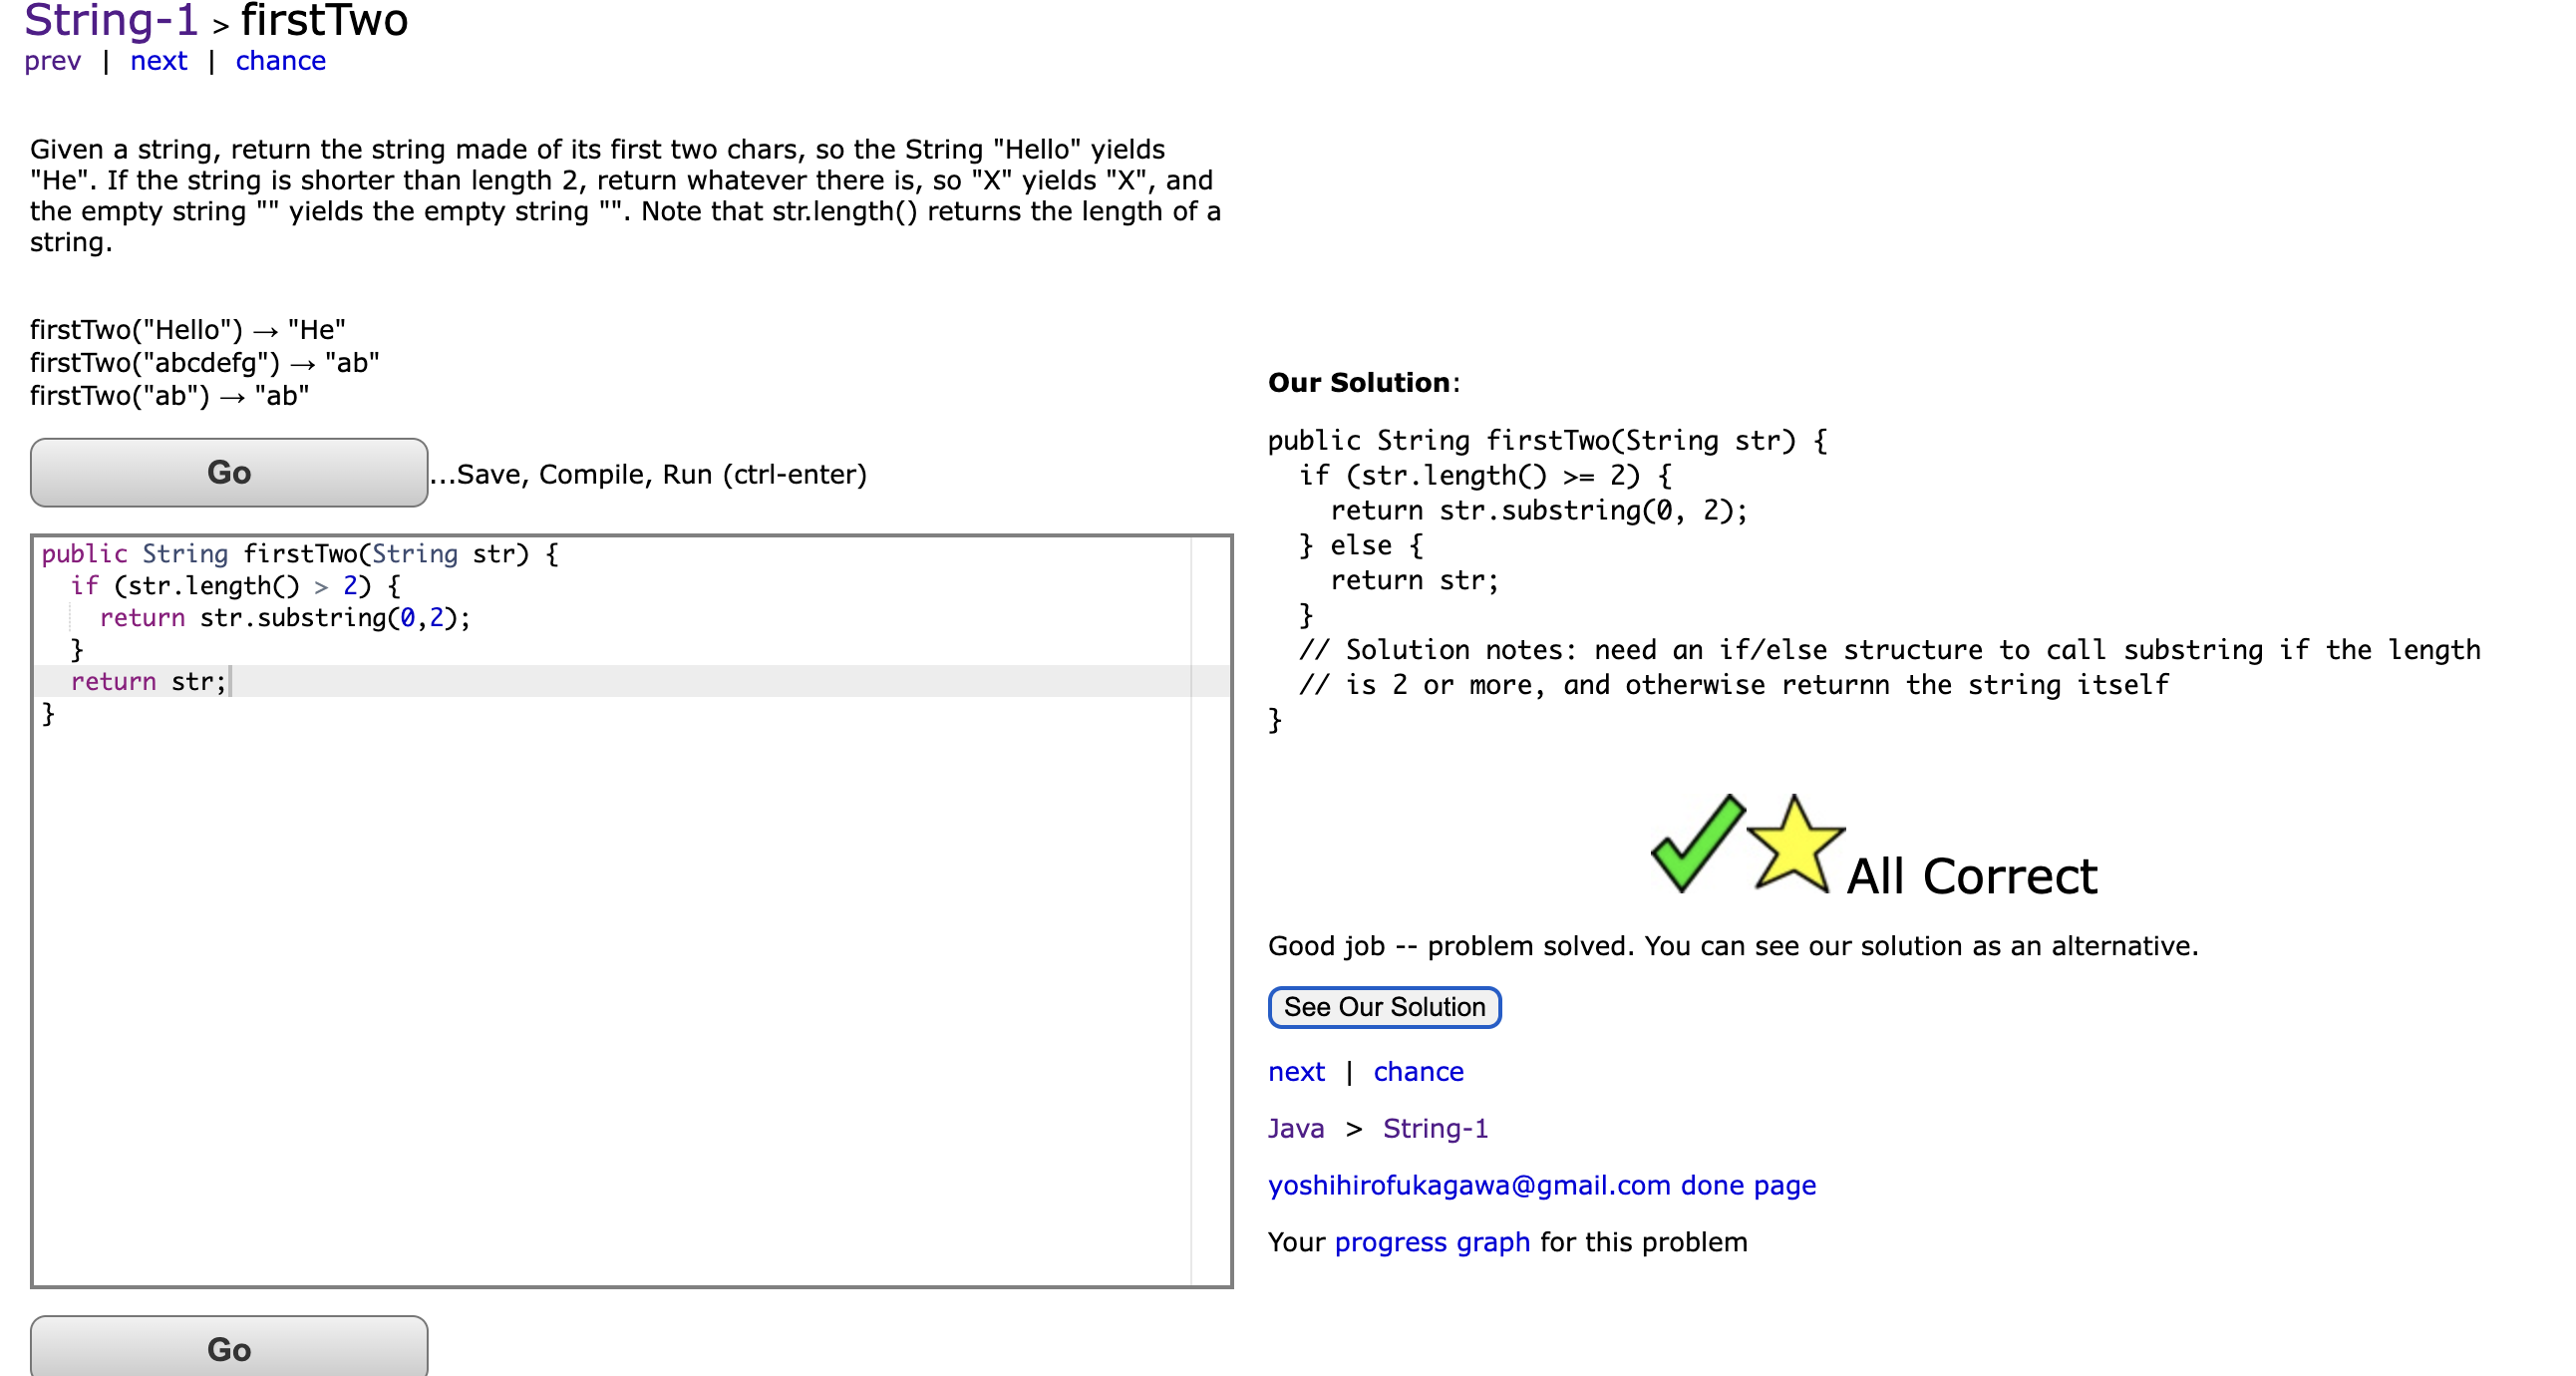 String-1 > firstTwo
prev | next | chance
Given a string, return the string made of its first two chars, so the String "Hello" yields
"He". If the string is shorter than length 2, return whatever there is, so "X" yields "X", and
the empty string "" yields the empty string "". Note that str.length() returns the length of a
string.
firstTwo("Hello") → "He"
firstTwo("abcdefg") → "ab"
firstTwo("ab") → "ab"
Go
...Save, Compile, Run (ctrl-enter)
public String firstTwo(String str) {
  if (str.length() > 2) {
    return str.substring(0,2);
  }
  return str;
}
Go
Our Solution:
public String firstTwo(String str) {
  if (str.length() >= 2) {
    return str.substring(0, 2);
  } else {
    return str;
  }
  // Solution notes: need an if/else structure to call substring if the length
  // is 2 or more, and otherwise returnn the string itself
}
All Correct
Good job -- problem solved. You can see our solution as an alternative.
See Our Solution
next | chance
Java > String-1
yoshihirofukagawa@gmail.com done page
Your progress graph for this problem